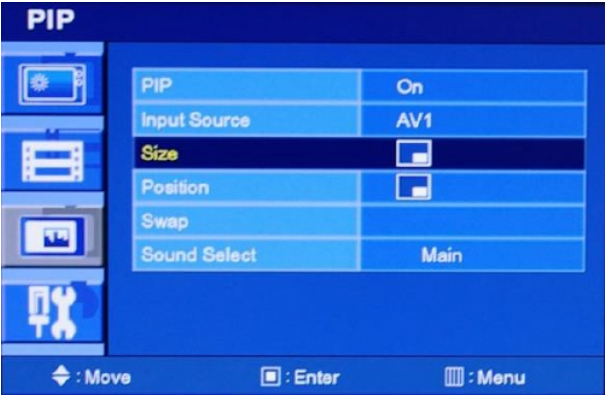 PIP
PIP On
Input Source AV1
Size
Position
Swap
Sound Select Main
: Move : Enter : Menu